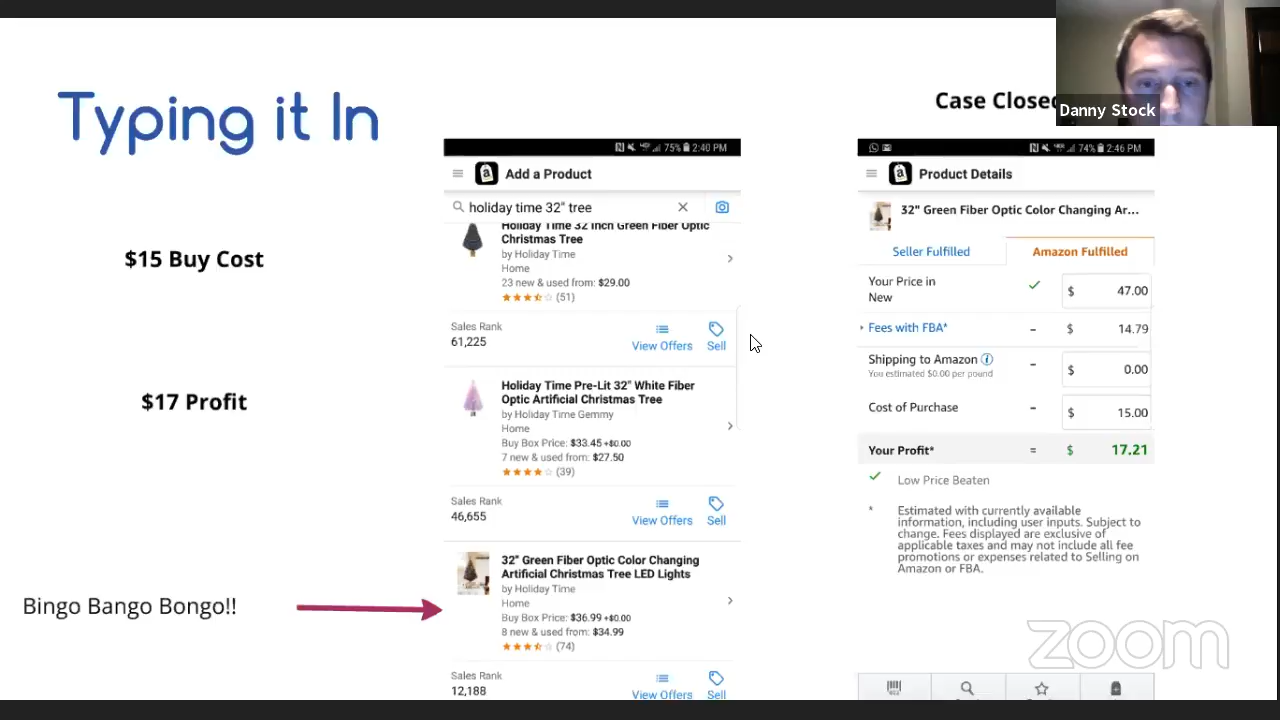 Typing it In
$15 Buy Cost
$17 Profit
Bingo Bango Bongo!!
75% 2:40 PM
Add a Product
holiday time 32" tree
Holiday Time 32 Inch Green Fiber Optic
Christmas Tree
by Holiday Time
Home
23 new & used from: $29.00
(51)
Sales Rank
61,225
View Offers
Sell
Holiday Time Pre-Lit 32" White Fiber
Optic Artificial Christmas Tree
by Holiday Time Gemmy
Home
Buy Box Price: $33.45 +$0.00
7 new & used from: $27.50
(39)
Sales Rank
46,655
View Offers
Sell
32" Green Fiber Optic Color Changing
Artificial Christmas Tree LED Lights
by Holiday Time
Home
Buy Box Price: $36.99 +$0.00
8 new & used from: $34.99
(74)
Sales Rank
12,188
View Offers
Sell
Case Closed
Danny Stock
74% 2:46 PM
Product Details
32" Green Fiber Optic Color Changing Ar...
Seller Fulfilled
Amazon Fulfilled
Your Price in
New
$ 47.00
Fees with FBA* - $ 14.79
Shipping to Amazon - $ 0.00
You estimated $0.00 per pound
Cost of Purchase - $ 15.00
Your Profit* = $ 17.21
Low Price Beaten
* Estimated with currently available
information, including user inputs. Subject to
change. Fees displayed are exclusive of
applicable taxes and may not include all fee
promotions or expenses related to Selling on
Amazon or FBA.
zoom